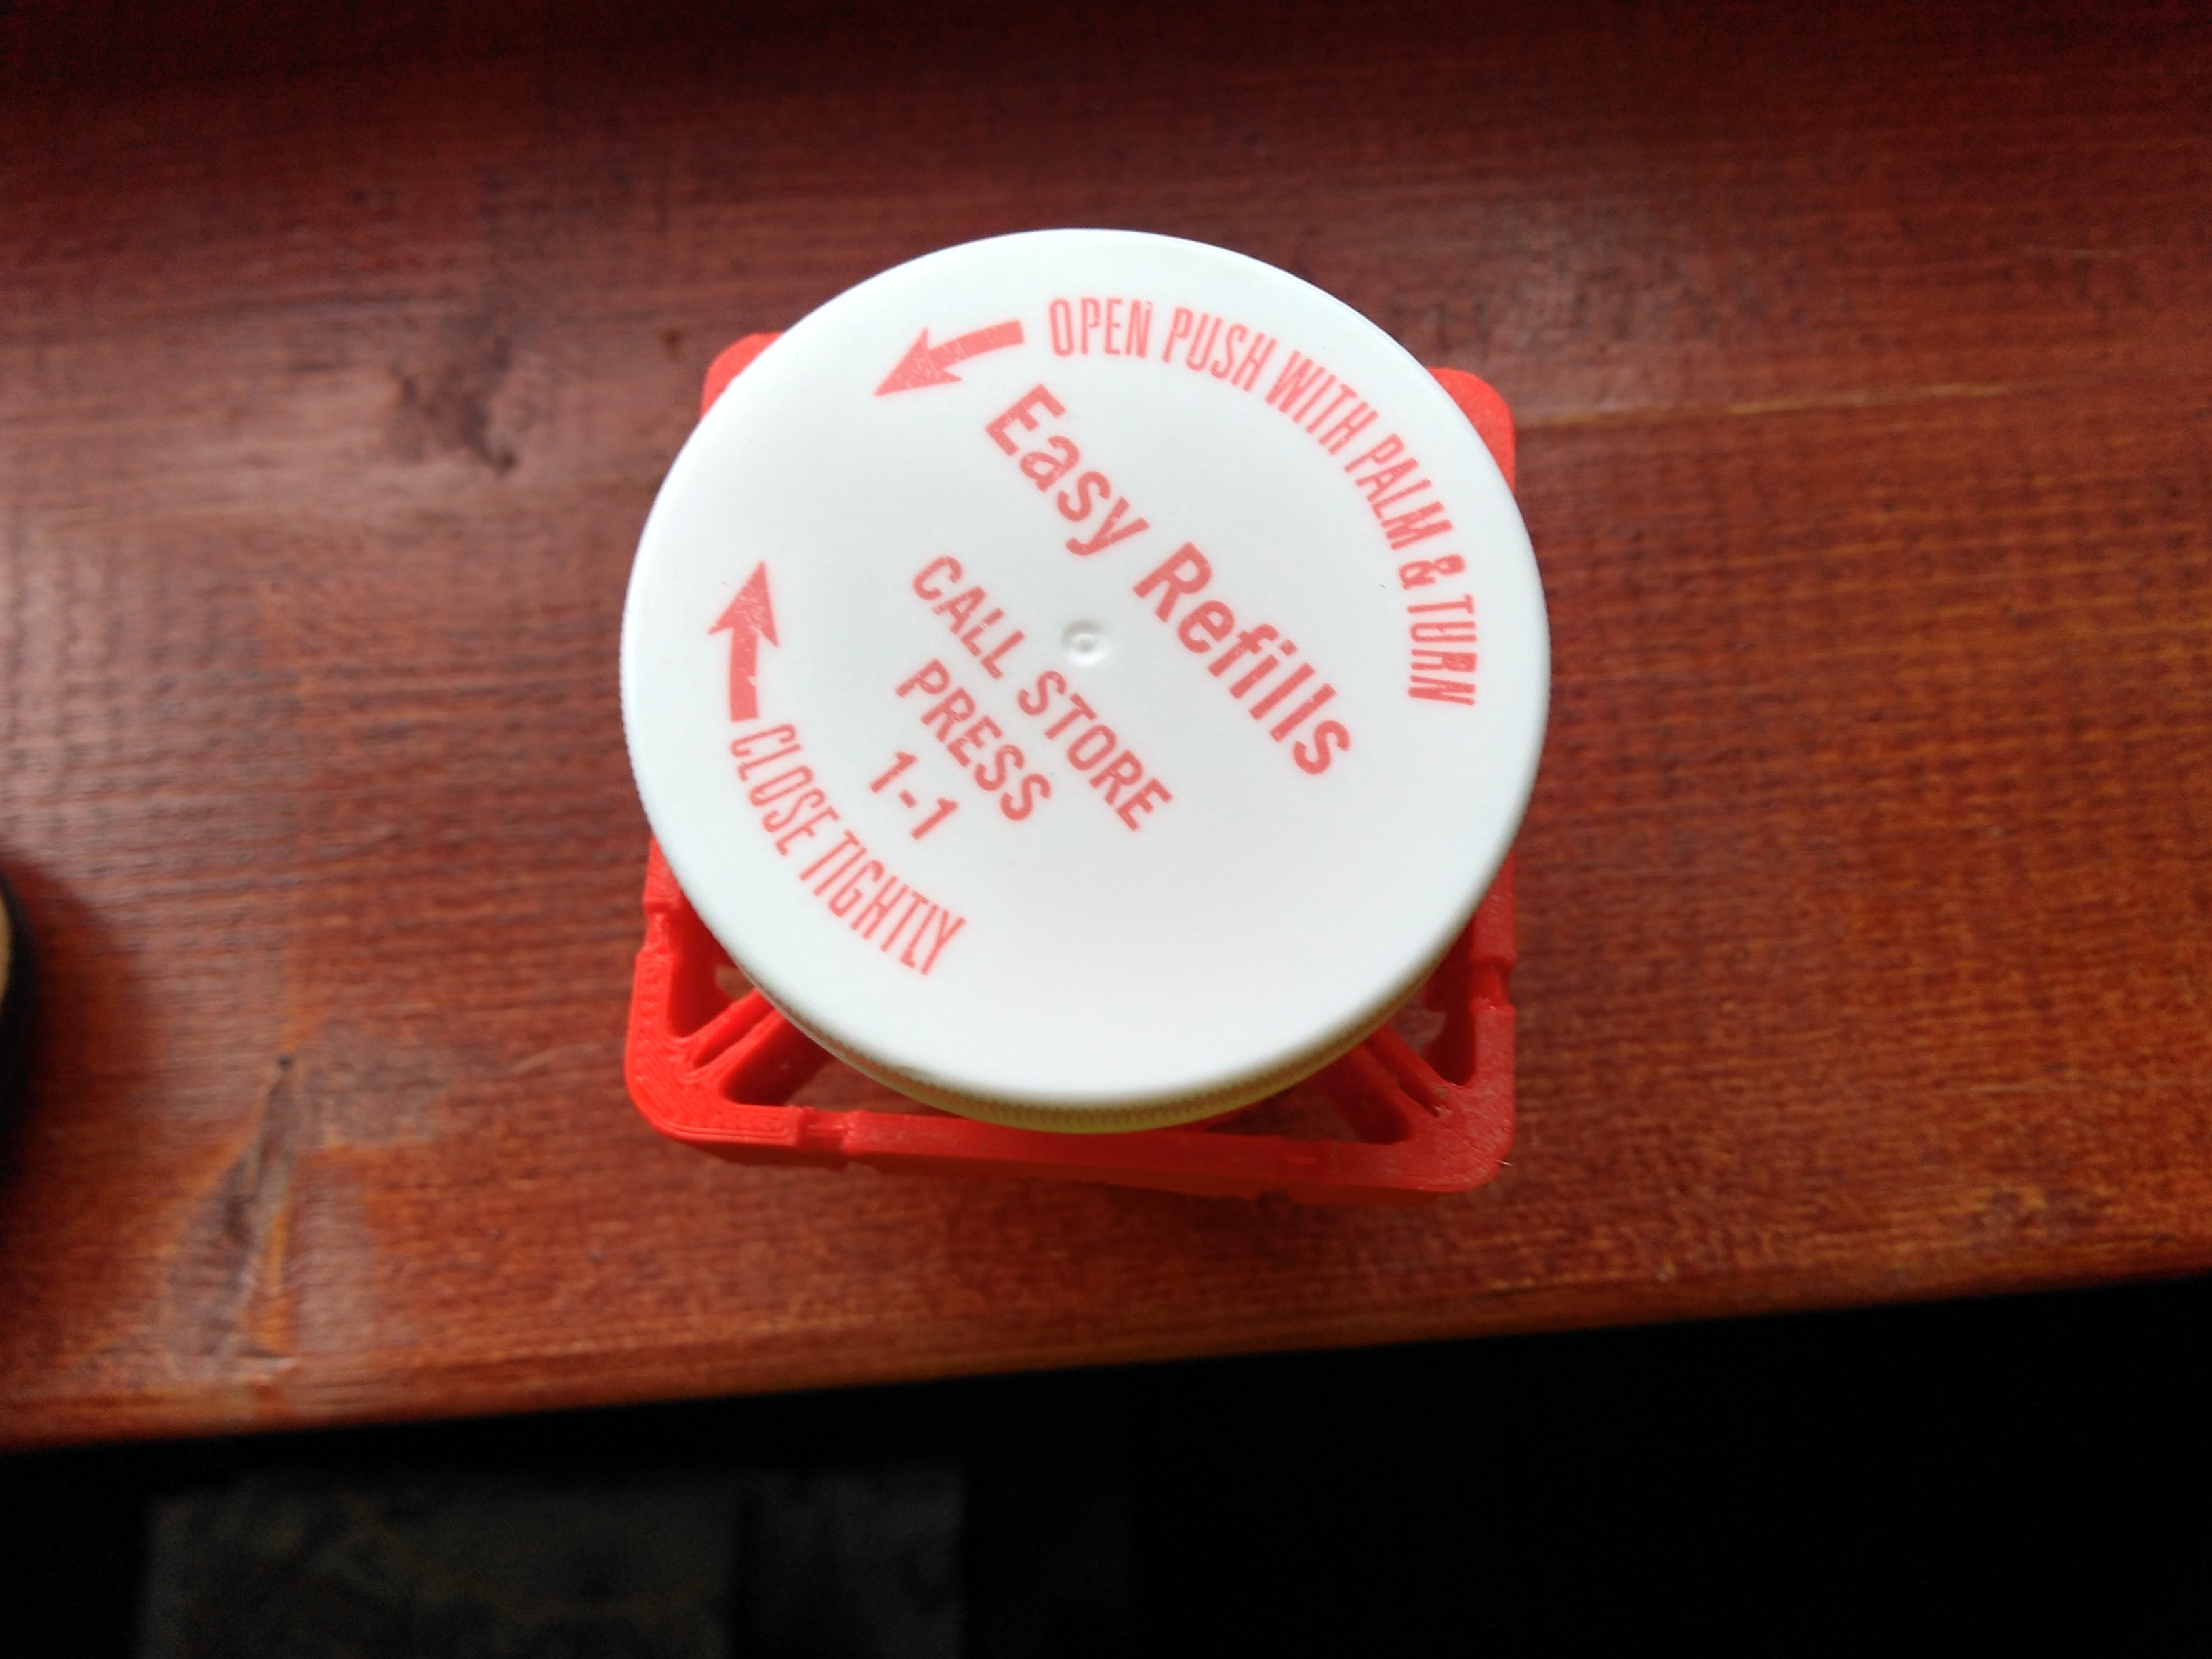 OPEN PUSH WITH PALM & TURN
Easy Refills
CALL STORE
PRESS
1-1
CLOSE TIGHTLY